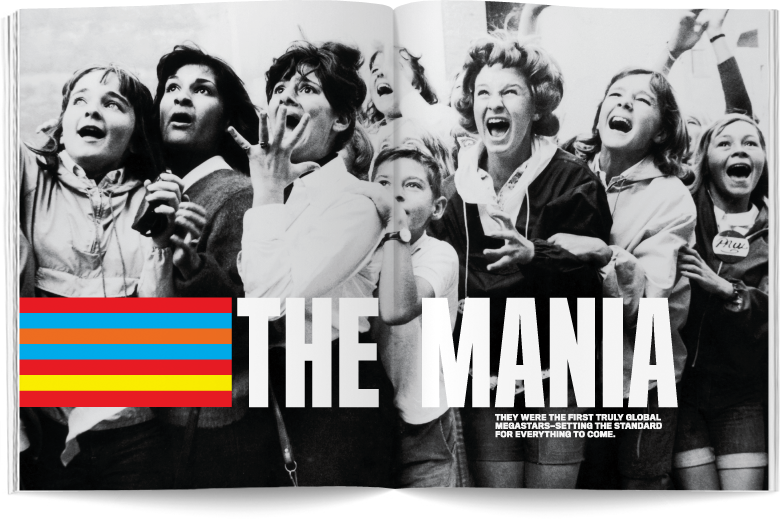 THE MANIA
THEY WERE THE FIRST TRULY GLOBAL
MEGASTARS—SETTING THE STANDARD
FOR EVERYTHING TO COME.